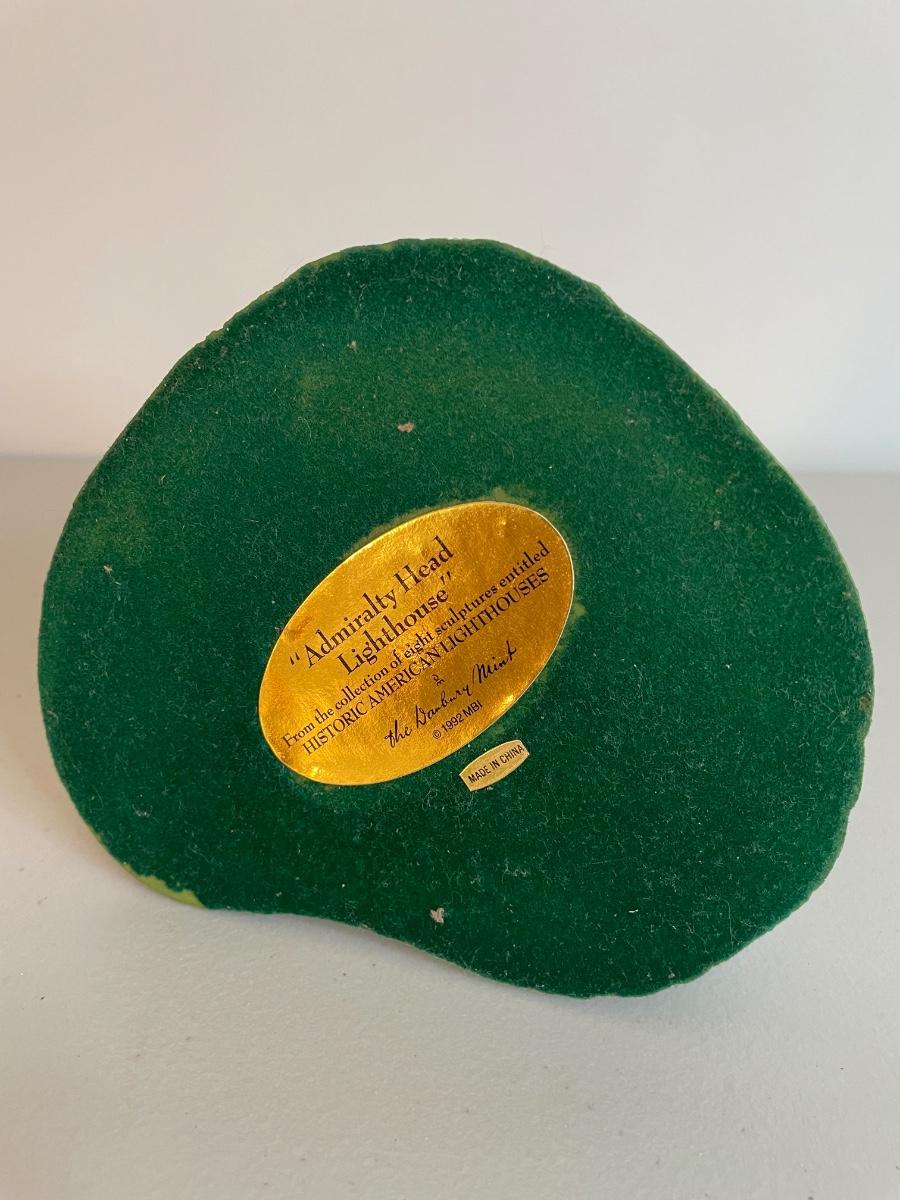 "Admiralty Head
Lighthouse"
From the collection of eight sculptures entitled
HISTORIC AMERICAN LIGHTHOUSES
the Danbury Mint
© 1992 MBI
MADE IN CHINA